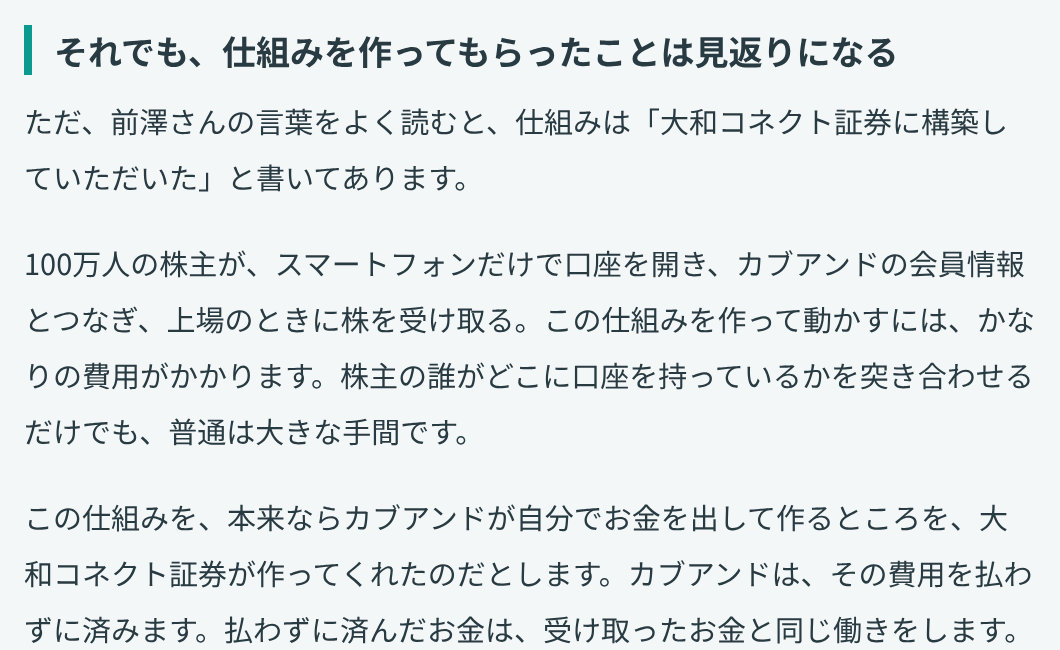 それでも、仕組みを作ってもらったことは見返りになる
ただ、前澤さんの言葉をよく読むと、仕組みは「大和コネクト証券に構築し
ていただいた」と書いてあります。
100万人の株主が、スマートフォンだけで口座を開き、カブアンドの会員情報
とつなぎ、上場のときに株を受け取る。この仕組みを作って動かすには、かな
りの費用がかかります。株主の誰がどこに口座を持っているかを突き合わせる
だけでも、普通は大きな手間です。
この仕組みを、本来ならカブアンドが自分でお金を出して作るところを、大
和コネクト証券が作ってくれたのだとします。カブアンドは、その費用を払わ
ずに済みます。払わずに済んだお金は、受け取ったお金と同じ働きをします。